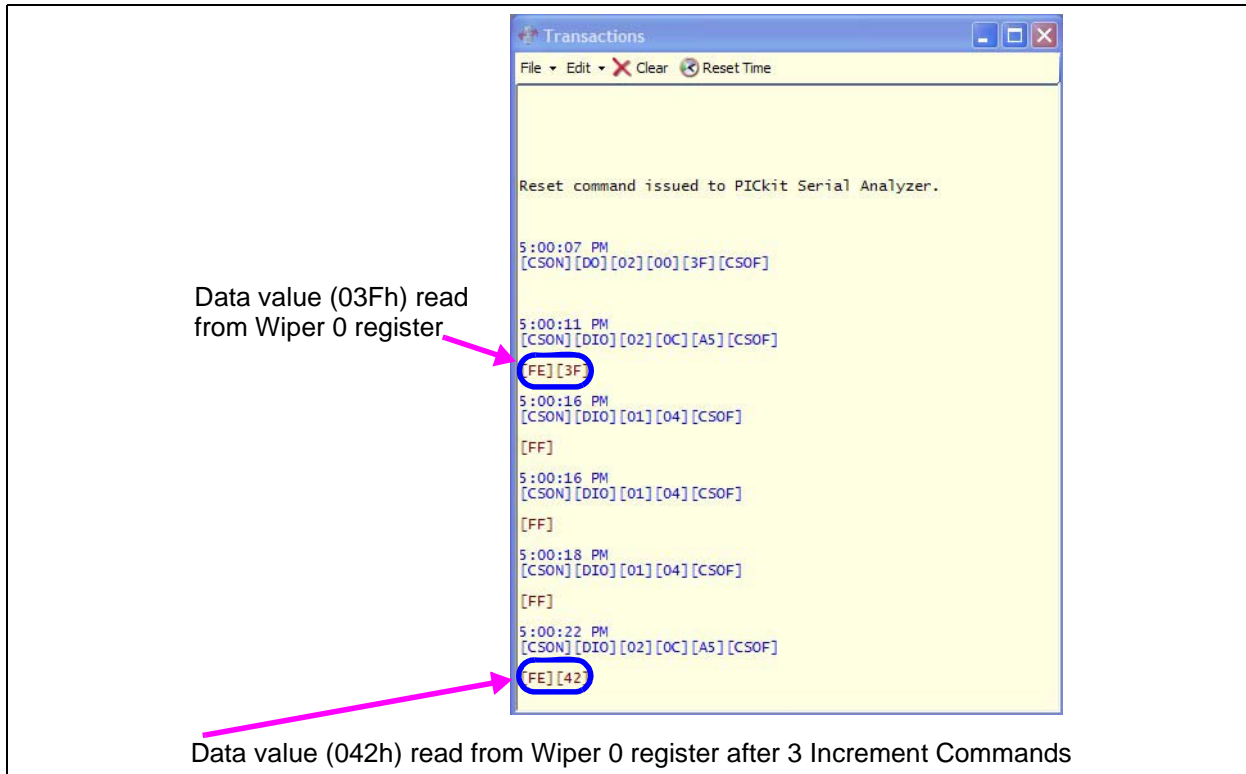 Transactions
File Edit Clear Reset Time
Reset command issued to PICkit Serial Analyzer.
5:00:07 PM
[CSON][DO][02][00][3F][CSOF]
Data value (03Fh) read
from Wiper 0 register
5:00:11 PM
[CSON][DIO][02][0C][A5][CSOF]
[FE][3F]
5:00:16 PM
[CSON][DIO][01][04][CSOF]
[FF]
5:00:16 PM
[CSON][DIO][01][04][CSOF]
[FF]
5:00:18 PM
[CSON][DIO][01][04][CSOF]
[FF]
5:00:22 PM
[CSON][DIO][02][0C][A5][CSOF]
[FE][42]
Data value (042h) read from Wiper 0 register after 3 Increment Commands